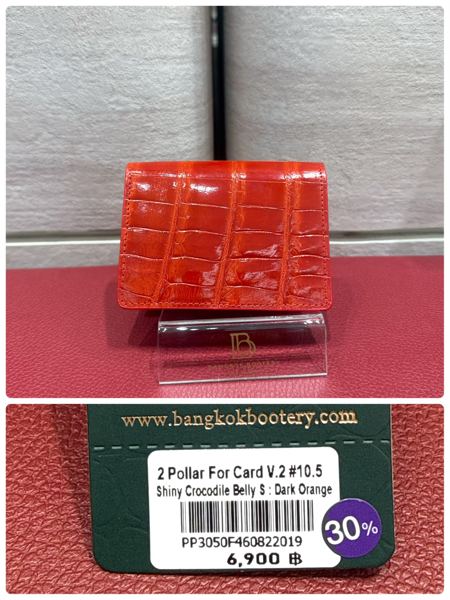 B
www.bangkokbootery.com
2 Pollar For Card V.2 #10.5
Shiny Crocodile Belly S : Dark Orange
PP3050F460822019
6,900 ฿
30%